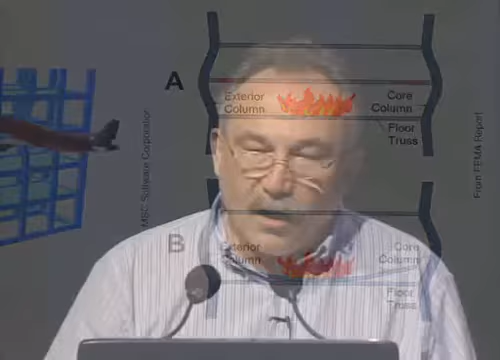 A
Exterior
Column
Core
Column
Floor
Truss
MSC Software Corporation
From FEMA Report
B
Exterior
Column
Core
Column
Floor
Truss